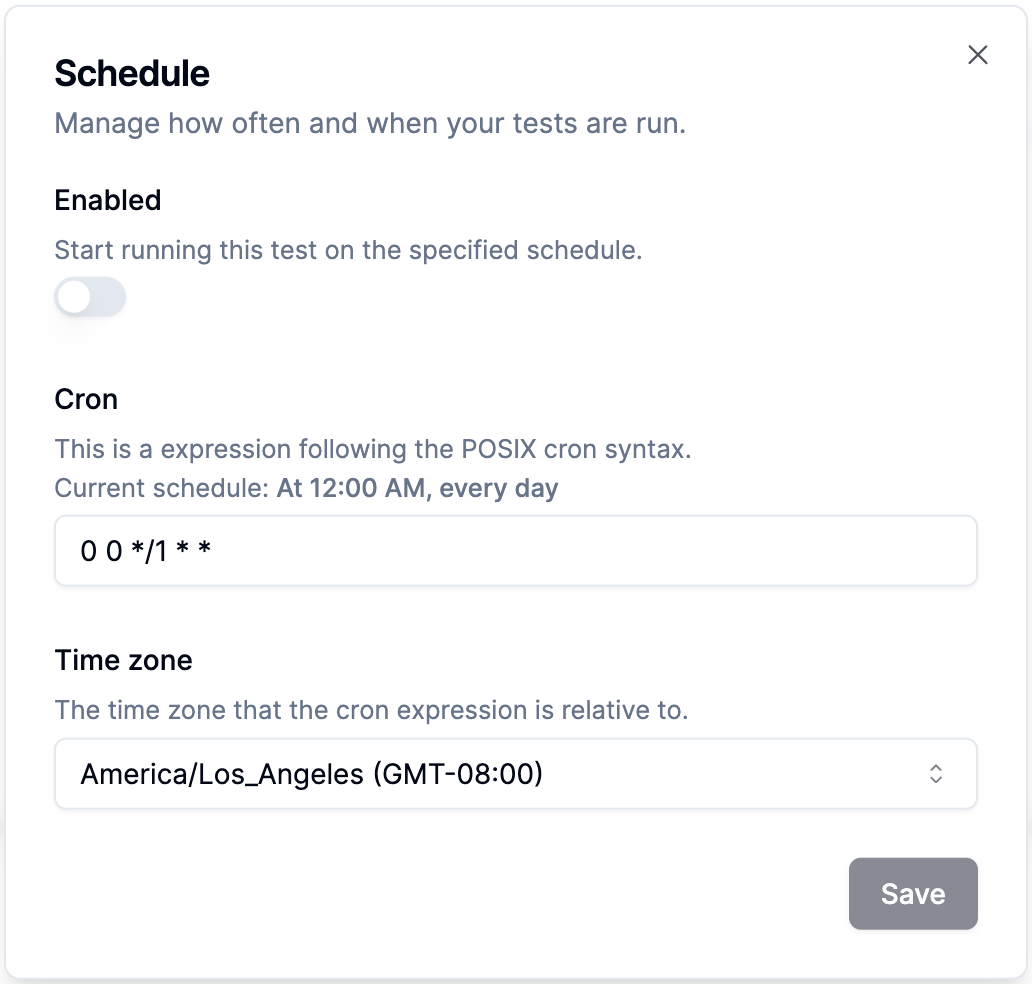 Schedule
Manage how often and when your tests are run.
Enabled
Start running this test on the specified schedule.
Cron
This is a expression following the POSIX cron syntax.
Current schedule: At 12:00 AM, every day
0 0 */1 * *
Time zone
The time zone that the cron expression is relative to.
America/Los_Angeles (GMT-08:00)
Save